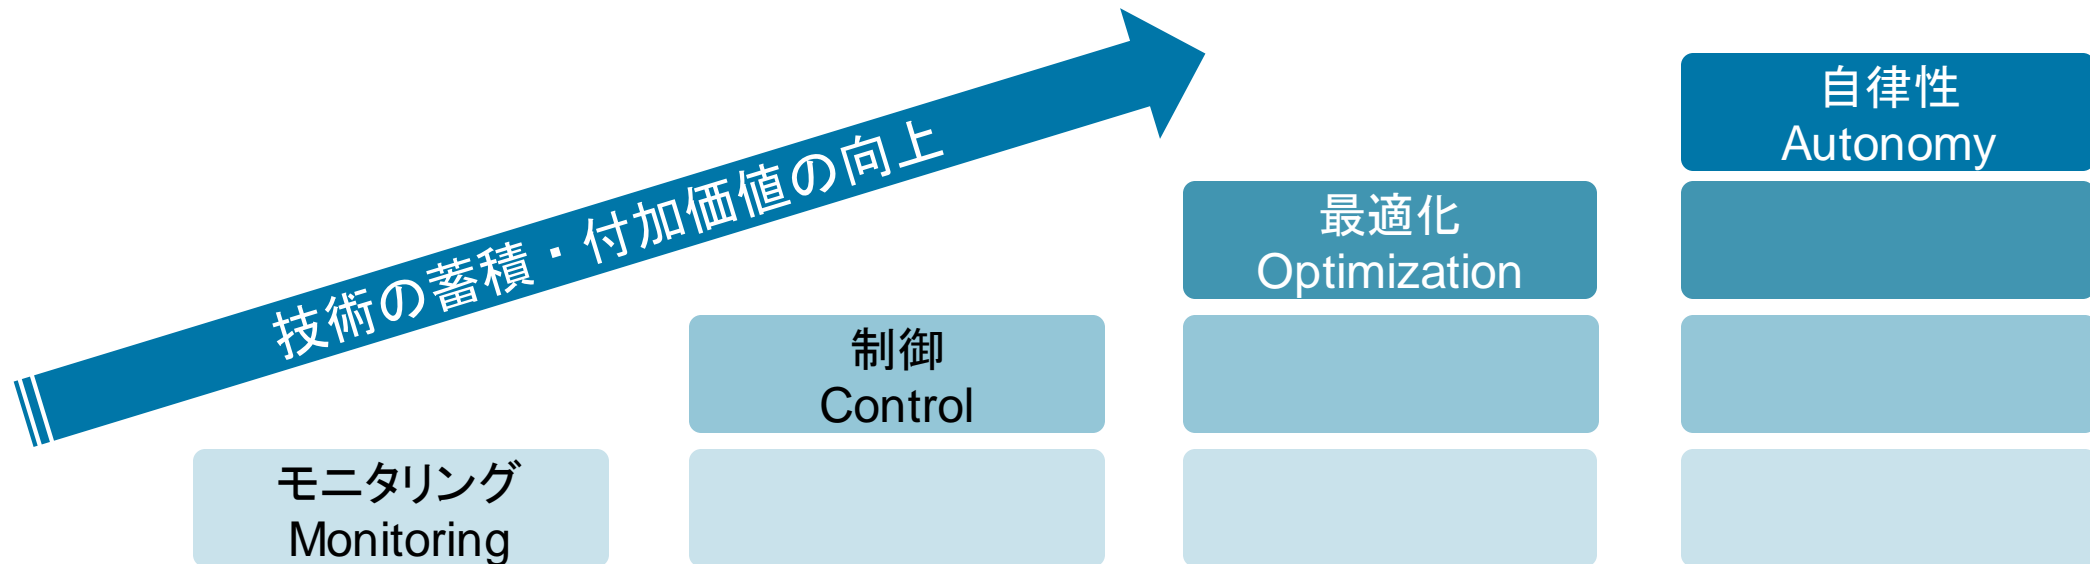 技術の蓄積・付加価値の向上
自律性
Autonomy
最適化
Optimization
制御
Control
モニタリング
Monitoring